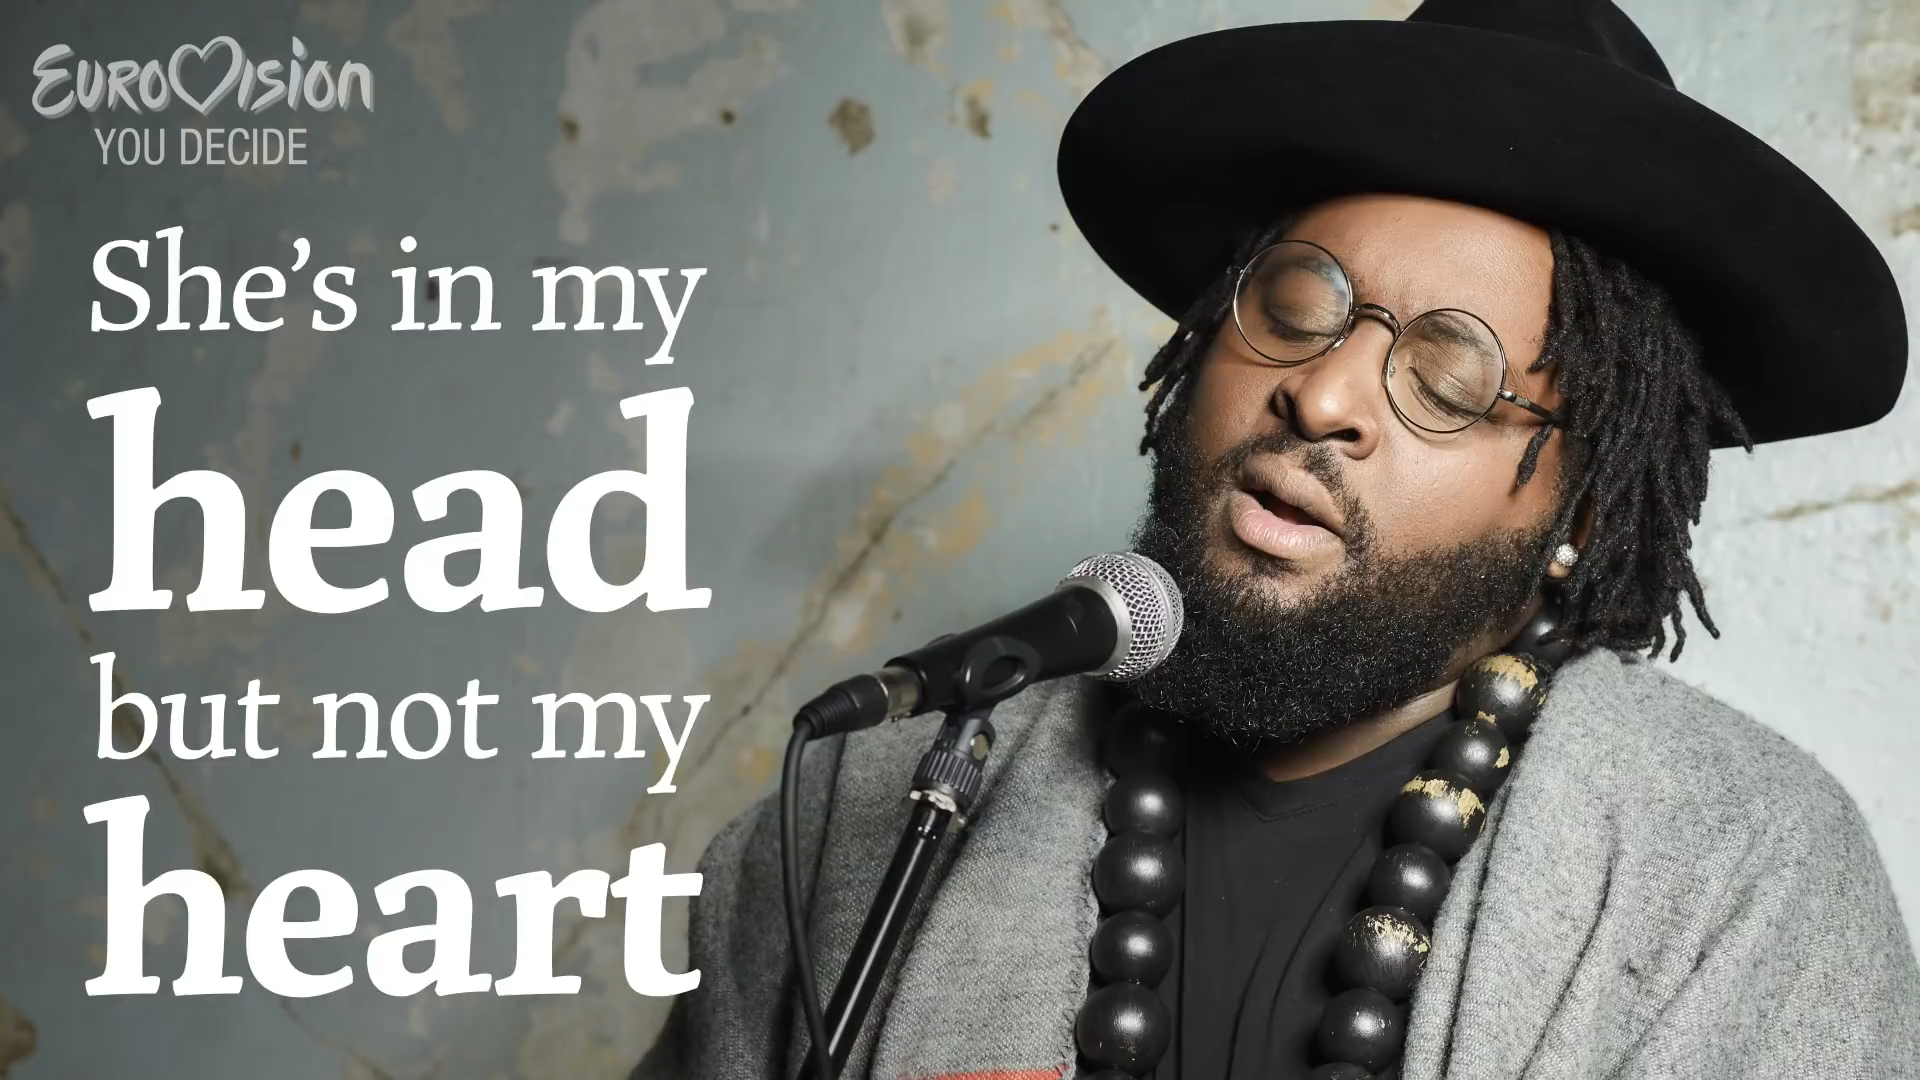 EUROVISION
YOU DECIDE
She's in my
head
but not my
heart